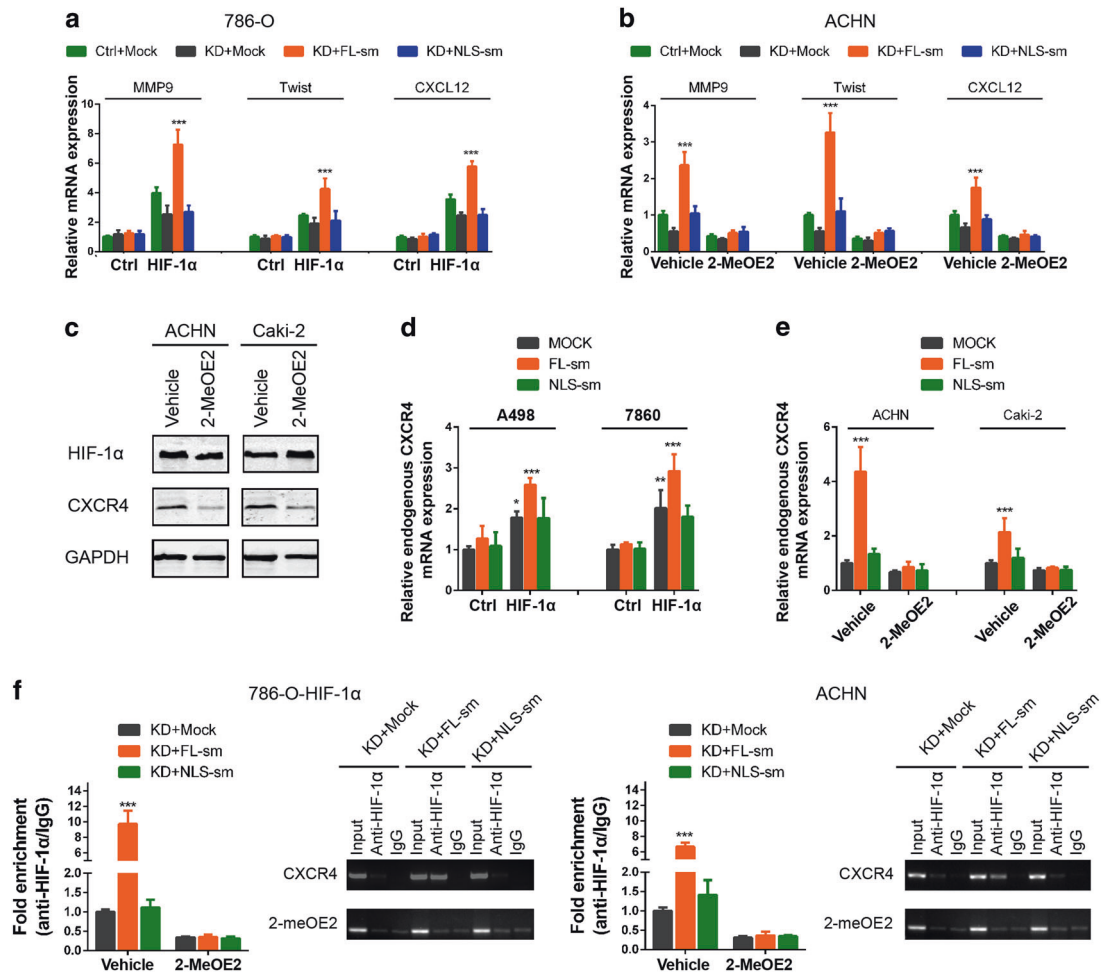 a 786-O
Ctrl+Mock KD+Mock KD+FL-sm KD+NLS-sm
MMP9 Twist CXCL12
Relative mRNA expression
10
8
6
4
2
0
*** *** ***
Ctrl HIF-1α Ctrl HIF-1α Ctrl HIF-1α
b ACHN
Ctrl+Mock KD+Mock KD+FL-sm KD+NLS-sm
MMP9 Twist CXCL12
Relative mRNA expression
4
3
2
1
0
*** *** ***
Vehicle 2-MeOE2 Vehicle 2-MeOE2 Vehicle 2-MeOE2
c
ACHN Caki-2
Vehicle 2-MeOE2 Vehicle 2-MeOE2
HIF-1α
CXCR4
GAPDH
d
MOCK
FL-sm
NLS-sm
A498 7860
Relative endogenous CXCR4
mRNA expression
4
3
2
1
0
* *** ** ***
Ctrl HIF-1α Ctrl HIF-1α
e
MOCK
FL-sm
NLS-sm
ACHN Caki-2
Relative endogenous CXCR4
mRNA expression
6
4
2
0
*** ***
Vehicle 2-MeOE2 Vehicle 2-MeOE2
f 786-O-HIF-1α
KD+Mock
KD+FL-sm
KD+NLS-sm
Fold enrichment
(anti-HIF-1α/IgG)
14
12
10
8
6
2.0
1.5
1.0
0.5
0.0
***
Vehicle 2-MeOE2
KD+Mock KD+FL-sm KD+NLS-sm
Input Anti-HIF-1α IgG Input Anti-HIF-1α IgG Input Anti-HIF-1α IgG
CXCR4
2-meOE2
ACHN
KD+Mock
KD+FL-sm
KD+NLS-sm
Fold enrichment
(anti-HIF-1α/IgG)
14
12
10
8
6
2.0
1.5
1.0
0.5
0.0
***
Vehicle 2-MeOE2
KD+Mock KD+FL-sm KD+NLS-sm
Input Anti-HIF-1α IgG Input Anti-HIF-1α IgG Input Anti-HIF-1α IgG
CXCR4
2-meOE2